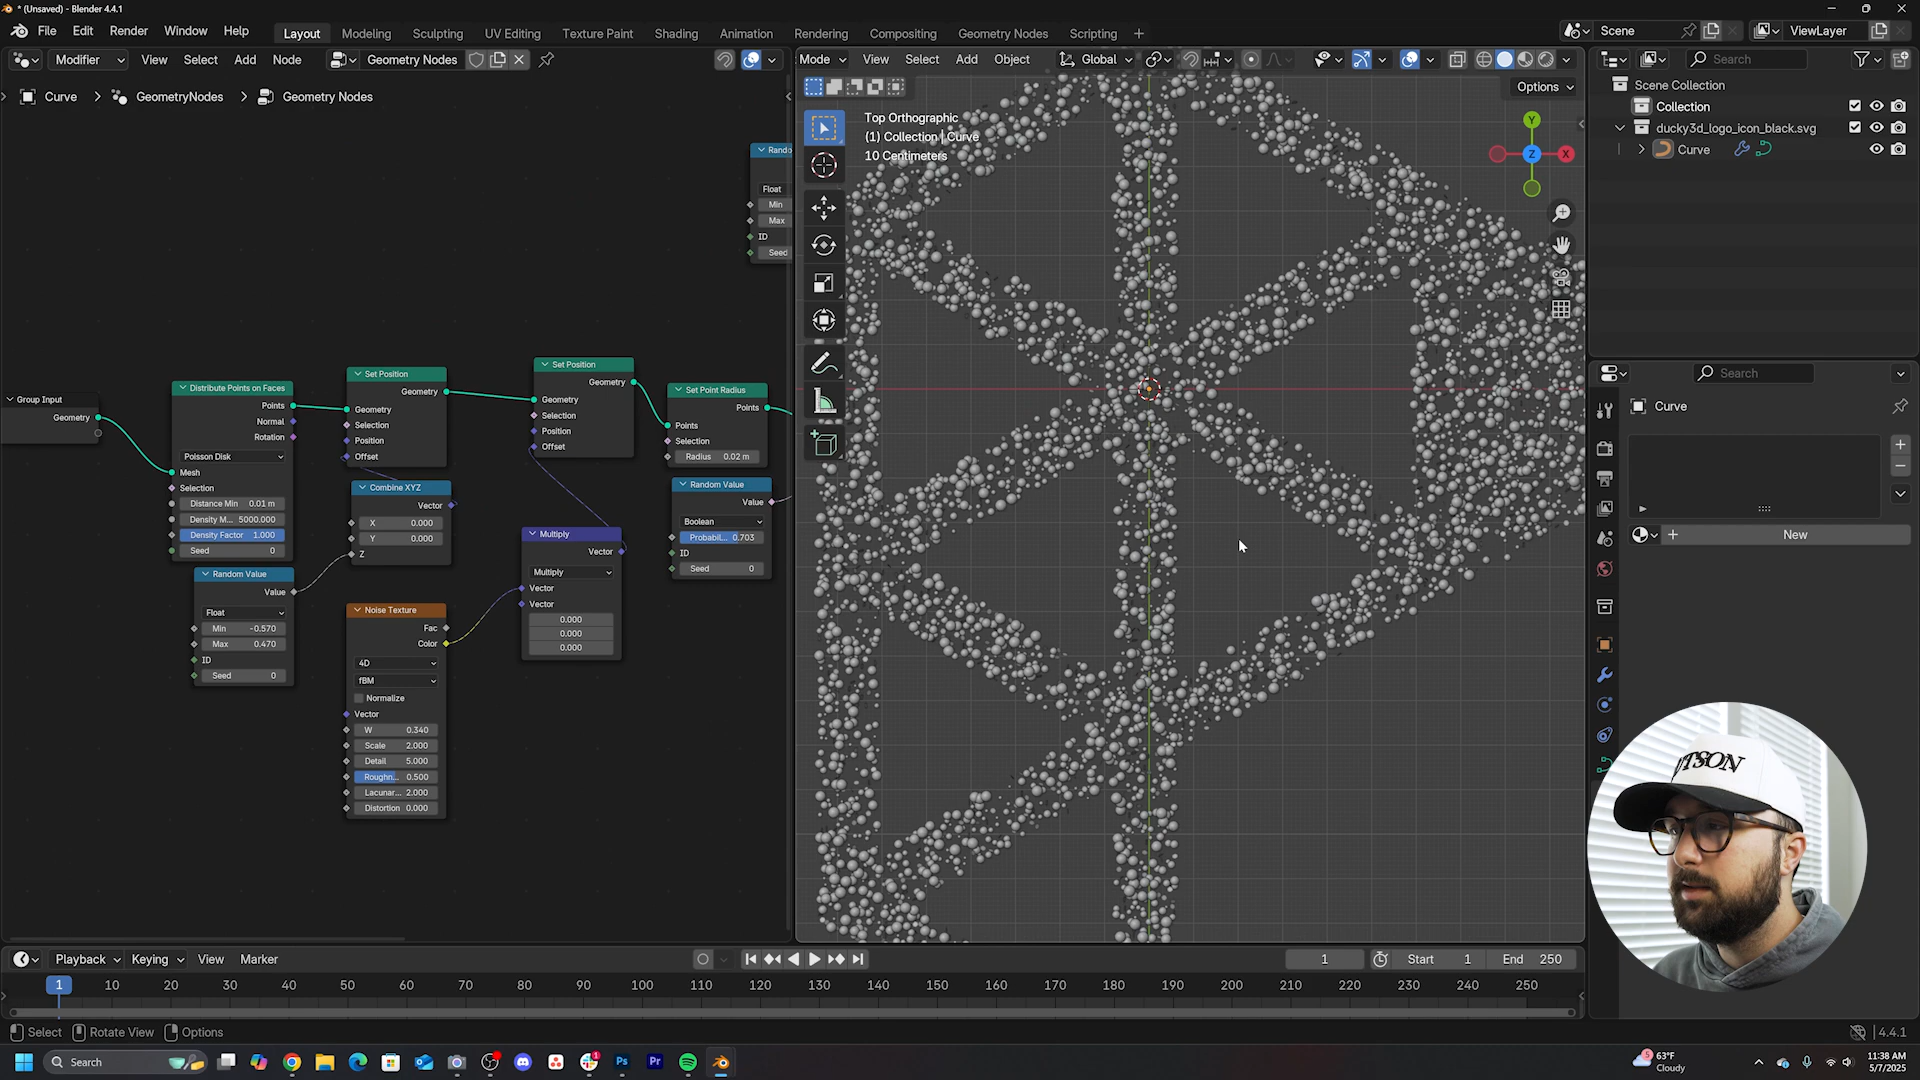 * (Unsaved) - Blender 4.4.1
File Edit Render Window Help
Layout Modeling Sculpting UV Editing Texture Paint Shading Animation Rendering Compositing Geometry Nodes Scripting
Scene
ViewLayer
Modifier View Select Add Node Geometry Nodes
Mode View Select Add Object Global
Search
Curve GeometryNodes Geometry Nodes
Options
Top Orthographic
(1) Collection | Curve
10 Centimeters
Y
Z
X
Scene Collection
Collection
ducky3d_logo_icon_black.svg
Curve
Float
Min
Max
ID
Seed
Group Input
Geometry
Distribute Points on Faces
Points
Normal
Rotation
Poisson Disk
Mesh
Selection
Distance Min 0.01 m
Density M... 5000.000
Density Factor 1.000
Seed 0
Random Value
Value
Float
Min -0.570
Max 0.470
ID
Seed 0
Set Position
Geometry
Geometry
Selection
Position
Offset
Combine XYZ
Vector
X 0.000
Y 0.000
Z
Noise Texture
Fac
Color
4D
fBM
Normalize
Vector
W 0.340
Scale 2.000
Detail 5.000
Roughn... 0.500
Lacunar... 2.000
Distortion 0.000
Set Position
Geometry
Geometry
Selection
Position
Offset
Multiply
Vector
Multiply
Vector
Vector
0.000
0.000
0.000
Set Point Radius
Points
Points
Selection
Radius 0.02 m
Random Value
Value
Boolean
Probabil... 0.703
ID
Seed 0
Search
Curve
New
Playback Keying View Marker
1
Start 1
End 250
1 10 20 30 40 50 60 70 80 90 100 110 120 130 140 150 160 170 180 190 200 210 220 230 240 250
Select Rotate View Options
4.4.1
Search
63°F
Cloudy
11:38 AM
5/7/2025